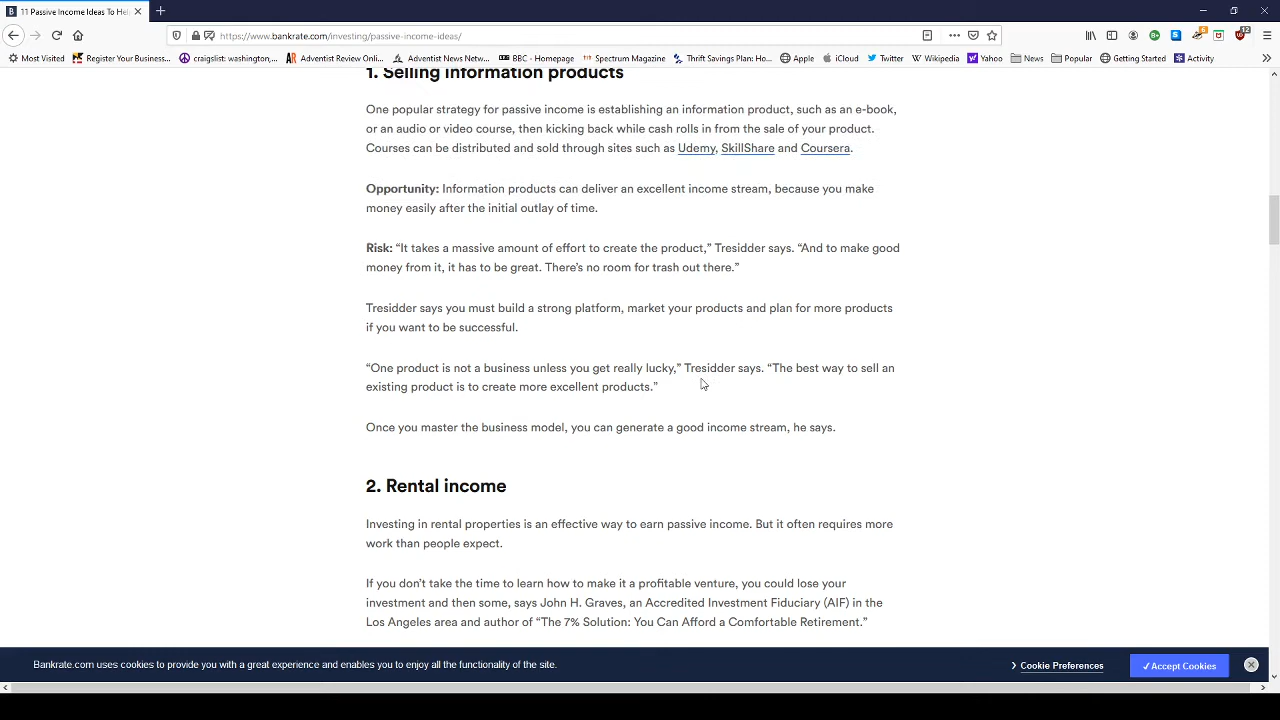 11 Passive Income Ideas To Hel
https://www.bankrate.com/investing/passive-income-ideas/
12
Most Visited Register Your Business... craigslist: washington,... Adventist Review Onli... Adventist News Netw... BBC - Homepage Spectrum Magazine Thrift Savings Plan: Ho... Apple iCloud Twitter Wikipedia Yahoo News Popular Getting Started Activity
1. Selling information products
One popular strategy for passive income is establishing an information product, such as an e-book,
or an audio or video course, then kicking back while cash rolls in from the sale of your product.
Courses can be distributed and sold through sites such as Udemy, SkillShare and Coursera.
Opportunity: Information products can deliver an excellent income stream, because you make
money easily after the initial outlay of time.
Risk: “It takes a massive amount of effort to create the product,” Tresidder says. “And to make good
money from it, it has to be great. There’s no room for trash out there.”
Tresidder says you must build a strong platform, market your products and plan for more products
if you want to be successful.
“One product is not a business unless you get really lucky,” Tresidder says. “The best way to sell an
existing product is to create more excellent products.”
Once you master the business model, you can generate a good income stream, he says.
2. Rental income
Investing in rental properties is an effective way to earn passive income. But it often requires more
work than people expect.
If you don’t take the time to learn how to make it a profitable venture, you could lose your
investment and then some, says John H. Graves, an Accredited Investment Fiduciary (AIF) in the
Los Angeles area and author of “The 7% Solution: You Can Afford a Comfortable Retirement.”
Bankrate.com uses cookies to provide you with a great experience and enables you to enjoy all the functionality of the site.
Cookie Preferences
✓Accept Cookies